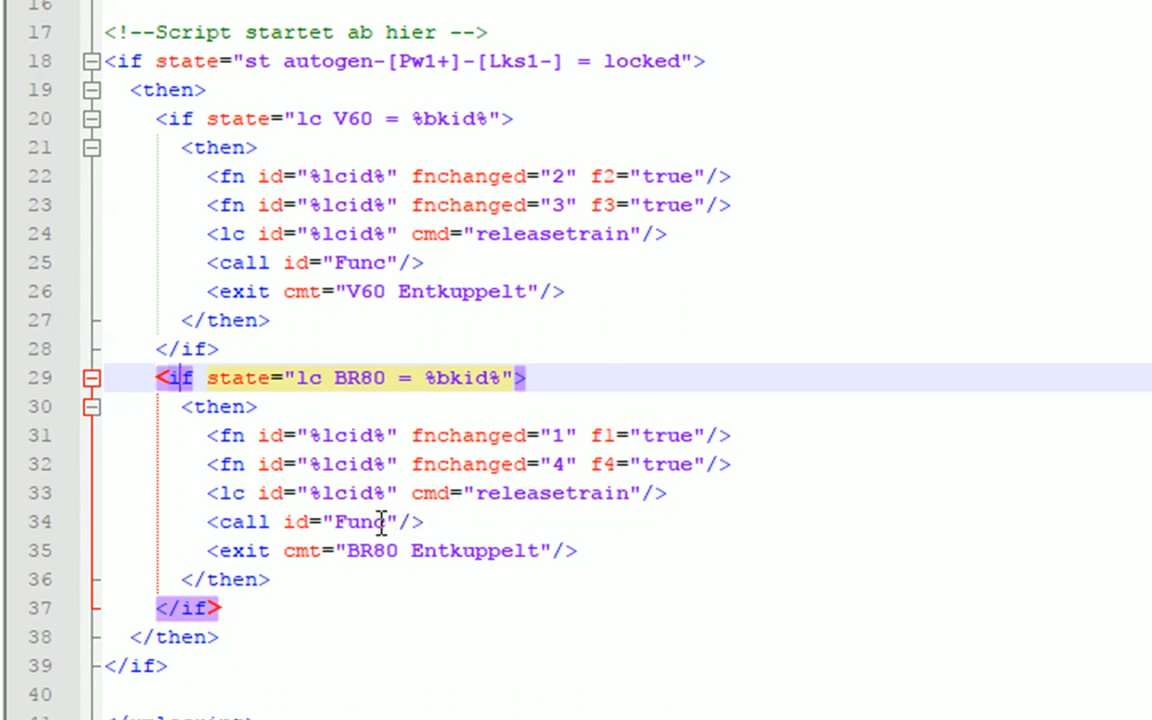 16
17 <!--Script startet ab hier -->
18 <if state="st autogen-[Pw1+]-[Lks1-] = locked">
19 <then>
20 <if state="lc V60 = %bkid%">
21 <then>
22 <fn id="%lcid%" fnchanged="2" f2="true"/>
23 <fn id="%lcid%" fnchanged="3" f3="true"/>
24 <lc id="%lcid%" cmd="releasetrain"/>
25 <call id="Func"/>
26 <exit cmt="V60 Entkuppelt"/>
27 </then>
28 </if>
29 <if state="lc BR80 = %bkid%">
30 <then>
31 <fn id="%lcid%" fnchanged="1" f1="true"/>
32 <fn id="%lcid%" fnchanged="4" f4="true"/>
33 <lc id="%lcid%" cmd="releasetrain"/>
34 <call id="Func"/>
35 <exit cmt="BR80 Entkuppelt"/>
36 </then>
37 </if>
38 </then>
39 </if>
40